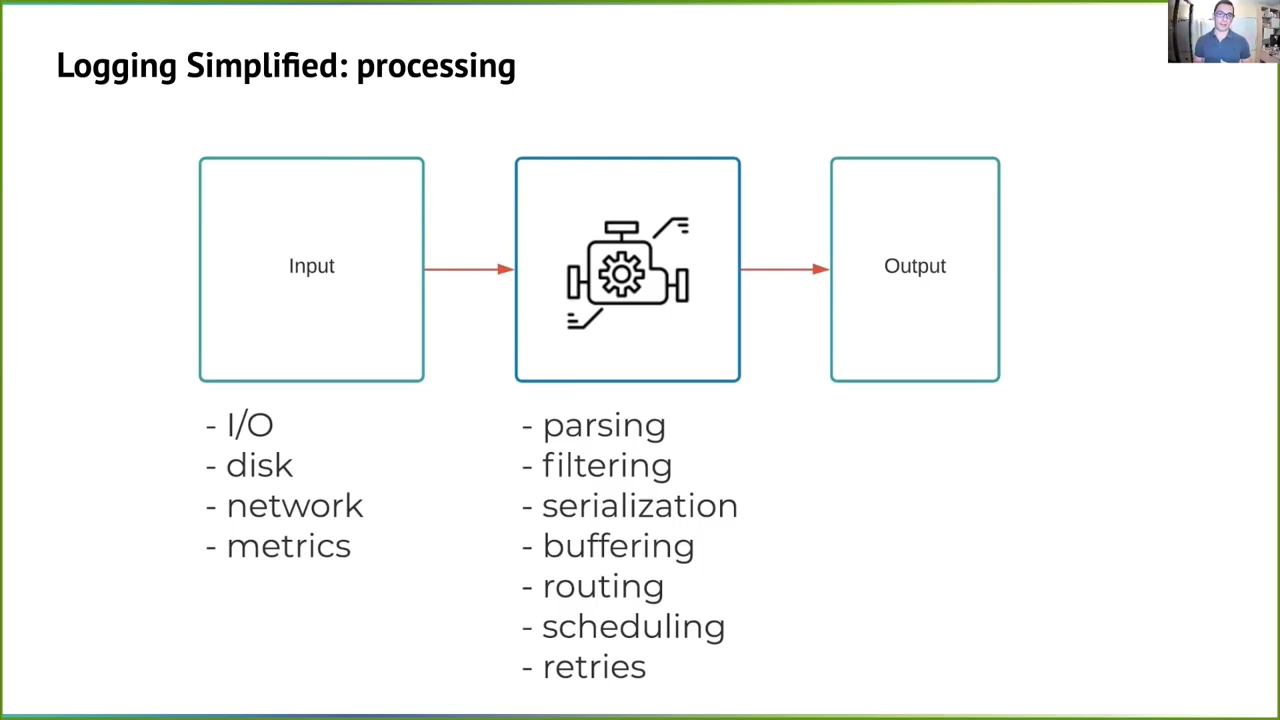 Logging Simplified: processing
Input
Output
- I/O
- disk
- network
- metrics
- parsing
- filtering
- serialization
- buffering
- routing
- scheduling
- retries